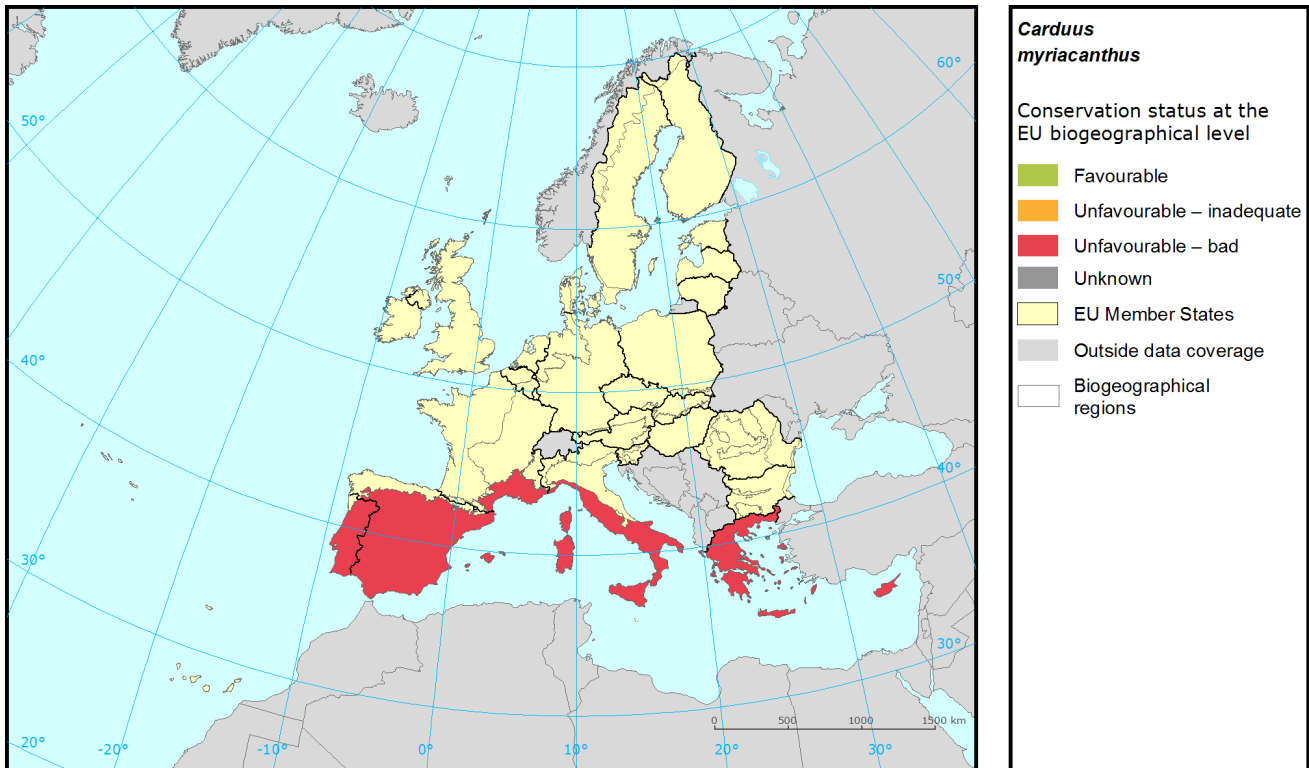 60°
50°
50°
40°
40°
30°
30°
20°
-20°
-10°
0°
10°
20°
30°
0
500
1000
1500 km
Carduus
myriacanthus
Conservation status at the
EU biogeographical level
Favourable
Unfavourable – inadequate
Unfavourable – bad
Unknown
EU Member States
Outside data coverage
Biogeographical
regions